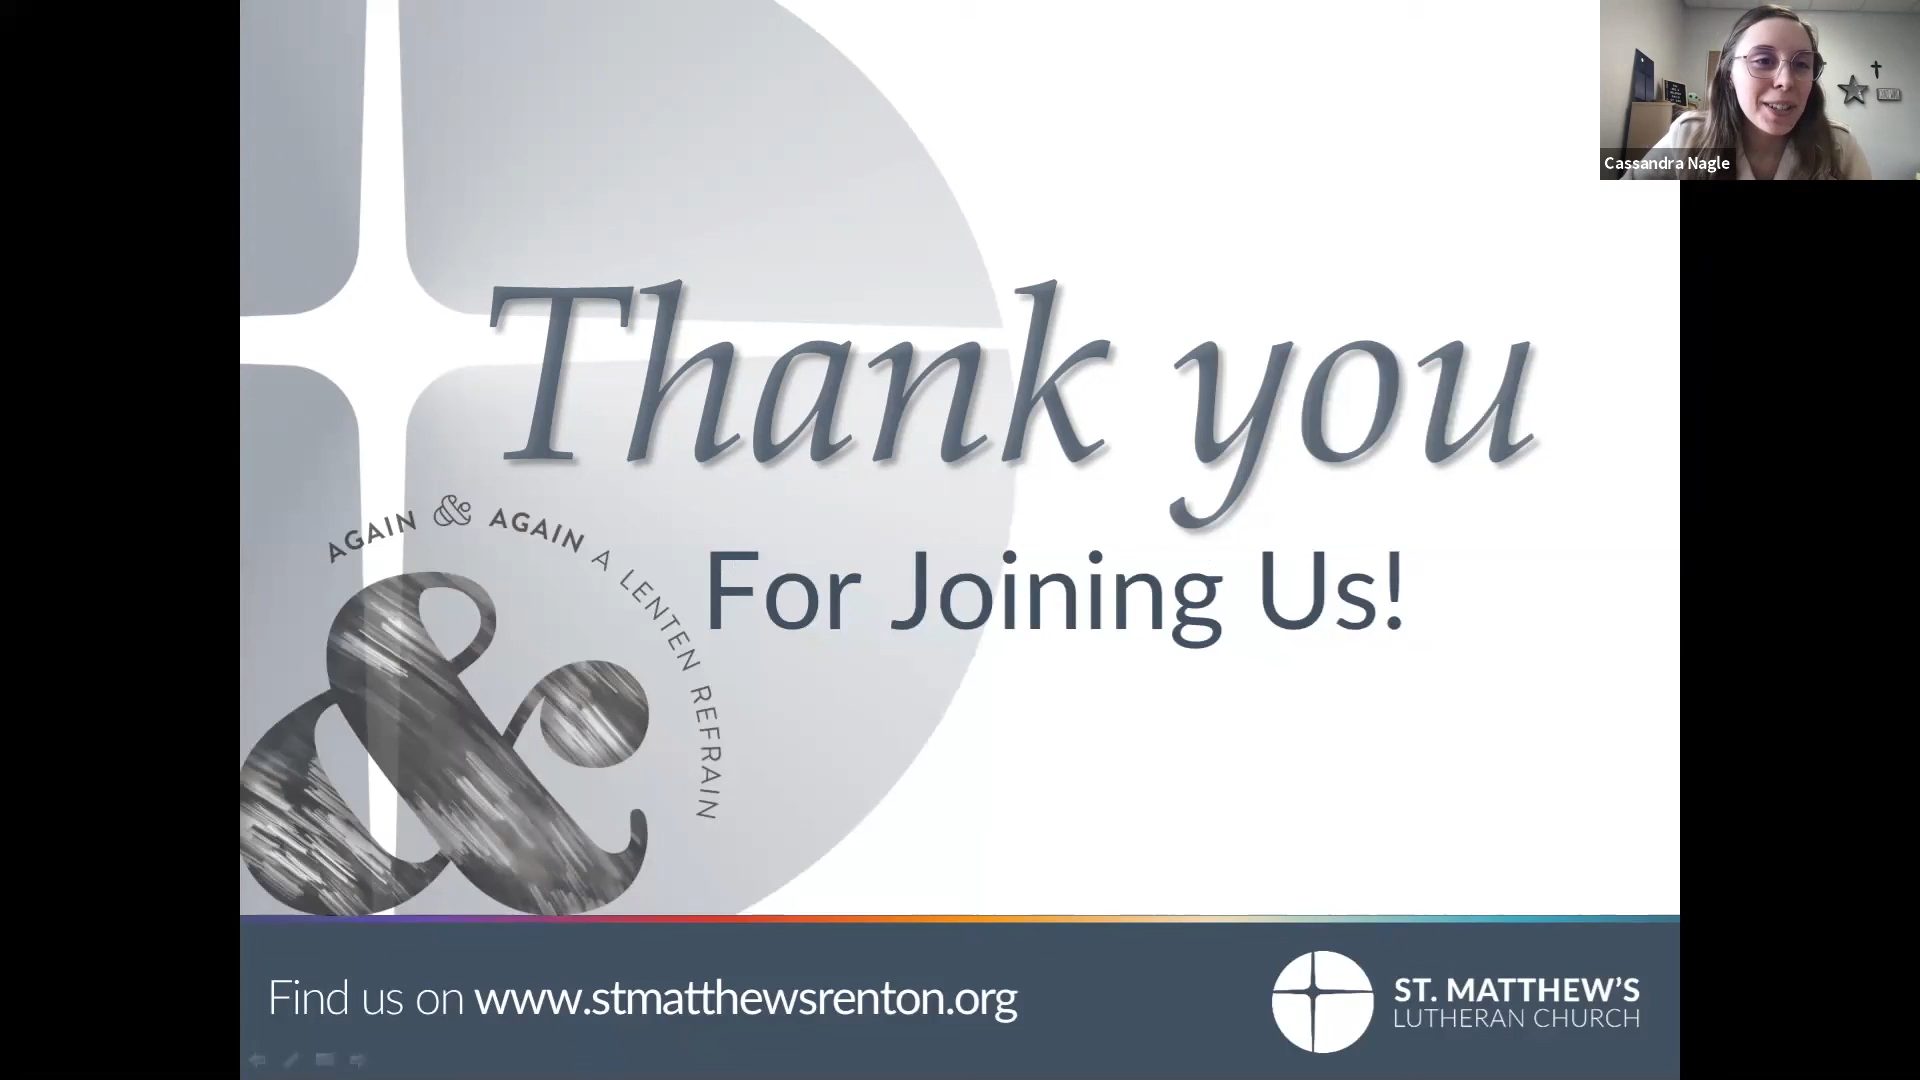 Cassandra Nagle
Thank you
For Joining Us!
AGAIN & AGAIN A LENTEN REFRAIN
&
Find us on www.stmatthewsrenton.org
ST. MATTHEW'S
LUTHERAN CHURCH